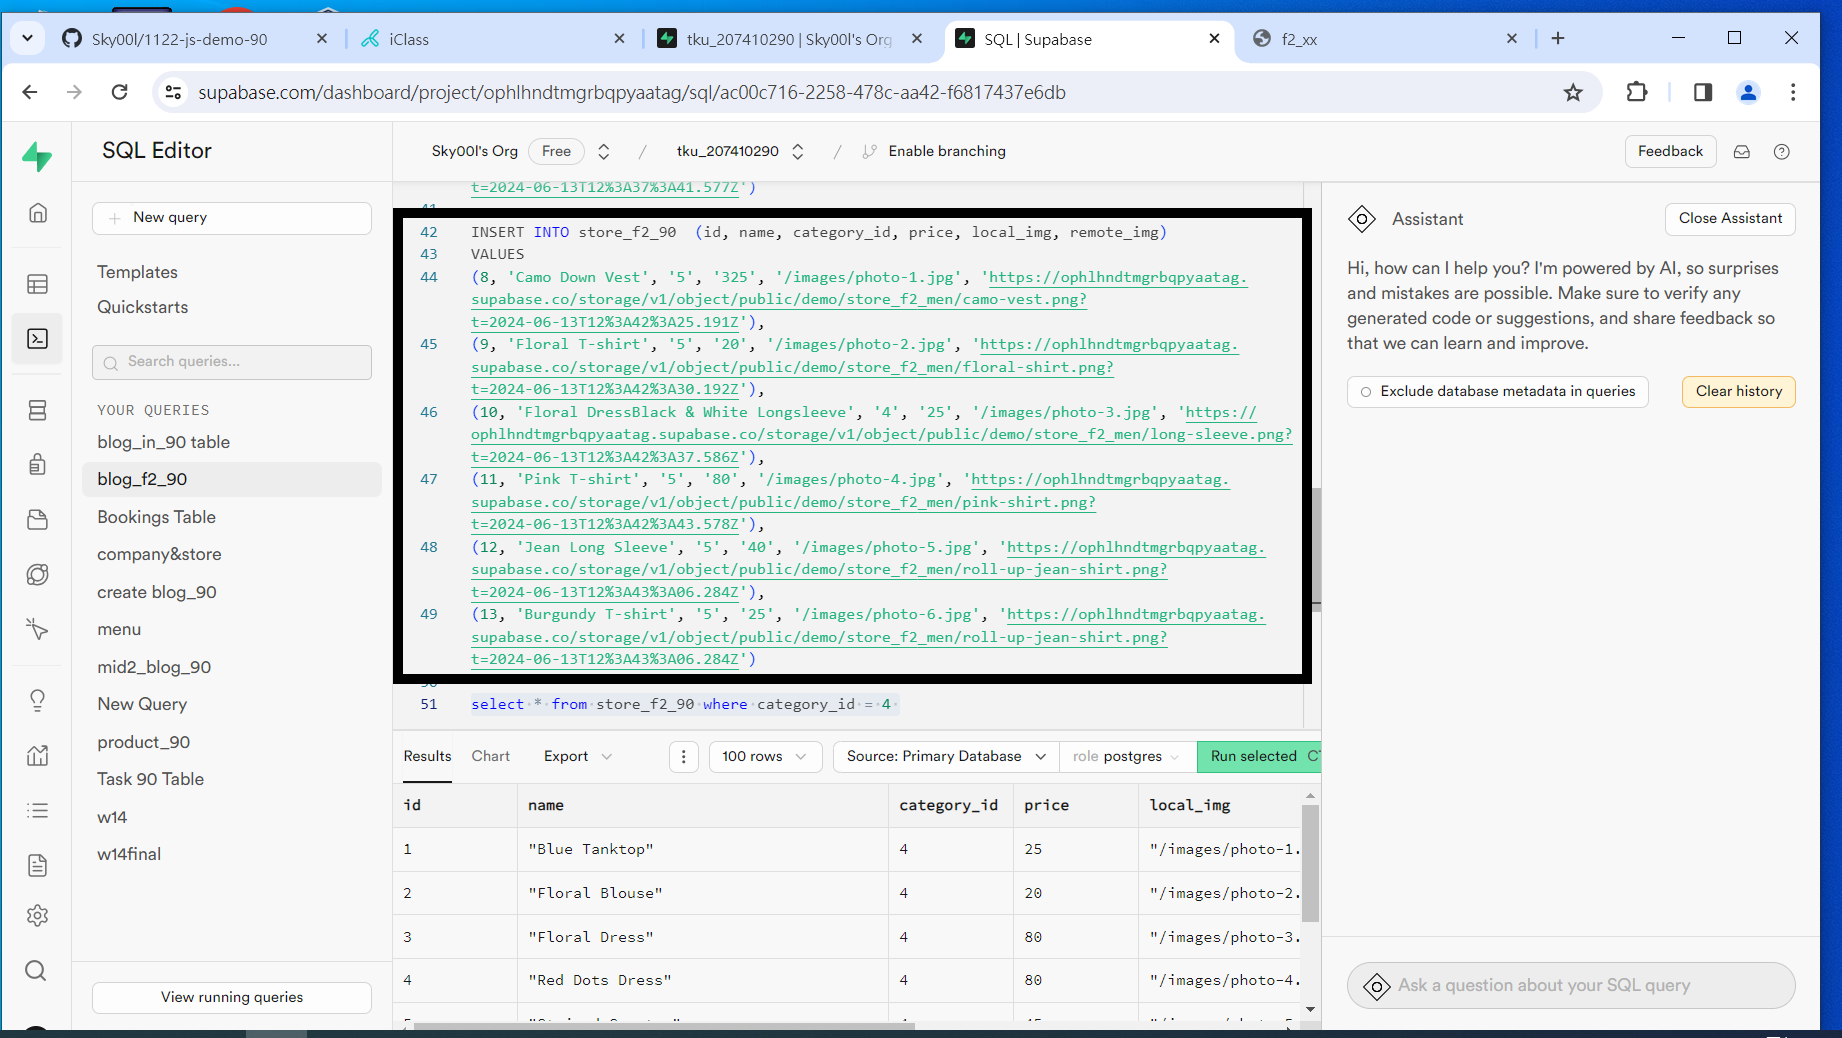 Sky00l/1122-js-demo-90
iClass
tku_207410290 | Sky00l's Org
SQL | Supabase
f2_xx
supabase.com/dashboard/project/ophlhndtmgrbqpyaatag/sql/ac00c716-2258-478c-aa42-f6817437e6db
SQL Editor
Sky00l's Org Free / tku_207410290 / Enable branching
Feedback
New query
Templates
Quickstarts
Search queries...
YOUR QUERIES
blog_in_90 table
blog_f2_90
Bookings Table
company&store
create blog_90
menu
mid2_blog_90
New Query
product_90
Task 90 Table
w14
w14final
View running queries
t=2024-06-13T12%3A37%3A41.577Z')
41
42 INSERT INTO store_f2_90 (id, name, category_id, price, local_img, remote_img)
43 VALUES
44 (8, 'Camo Down Vest', '5', '325', '/images/photo-1.jpg', 'https://ophlhndtmgrbqpyaatag.
supabase.co/storage/v1/object/public/demo/store_f2_men/camo-vest.png?
t=2024-06-13T12%3A42%3A25.191Z'),
45 (9, 'Floral T-shirt', '5', '20', '/images/photo-2.jpg', 'https://ophlhndtmgrbqpyaatag.
supabase.co/storage/v1/object/public/demo/store_f2_men/floral-shirt.png?
t=2024-06-13T12%3A42%3A30.192Z'),
46 (10, 'Floral DressBlack & White Longsleeve', '4', '25', '/images/photo-3.jpg', 'https://
ophlhndtmgrbqpyaatag.supabase.co/storage/v1/object/public/demo/store_f2_men/long-sleeve.png?
t=2024-06-13T12%3A42%3A37.586Z'),
47 (11, 'Pink T-shirt', '5', '80', '/images/photo-4.jpg', 'https://ophlhndtmgrbqpyaatag.
supabase.co/storage/v1/object/public/demo/store_f2_men/pink-shirt.png?
t=2024-06-13T12%3A42%3A43.578Z'),
48 (12, 'Jean Long Sleeve', '5', '40', '/images/photo-5.jpg', 'https://ophlhndtmgrbqpyaatag.
supabase.co/storage/v1/object/public/demo/store_f2_men/roll-up-jean-shirt.png?
t=2024-06-13T12%3A43%3A06.284Z'),
49 (13, 'Burgundy T-shirt', '5', '25', '/images/photo-6.jpg', 'https://ophlhndtmgrbqpyaatag.
supabase.co/storage/v1/object/public/demo/store_f2_men/roll-up-jean-shirt.png?
t=2024-06-13T12%3A43%3A06.284Z')
51 select * from store_f2_90 where category_id = 4
Results Chart Export 100 rows Source: Primary Database role postgres Run selected
id name category_id price local_img
1 "Blue Tanktop" 4 25 "/images/photo-1.
2 "Floral Blouse" 4 20 "/images/photo-2.
3 "Floral Dress" 4 80 "/images/photo-3.
4 "Red Dots Dress" 4 80 "/images/photo-4.
Assistant
Close Assistant
Hi, how can I help you? I'm powered by AI, so surprises
and mistakes are possible. Make sure to verify any
generated code or suggestions, and share feedback so
that we can learn and improve.
Exclude database metadata in queries
Clear history
Ask a question about your SQL query